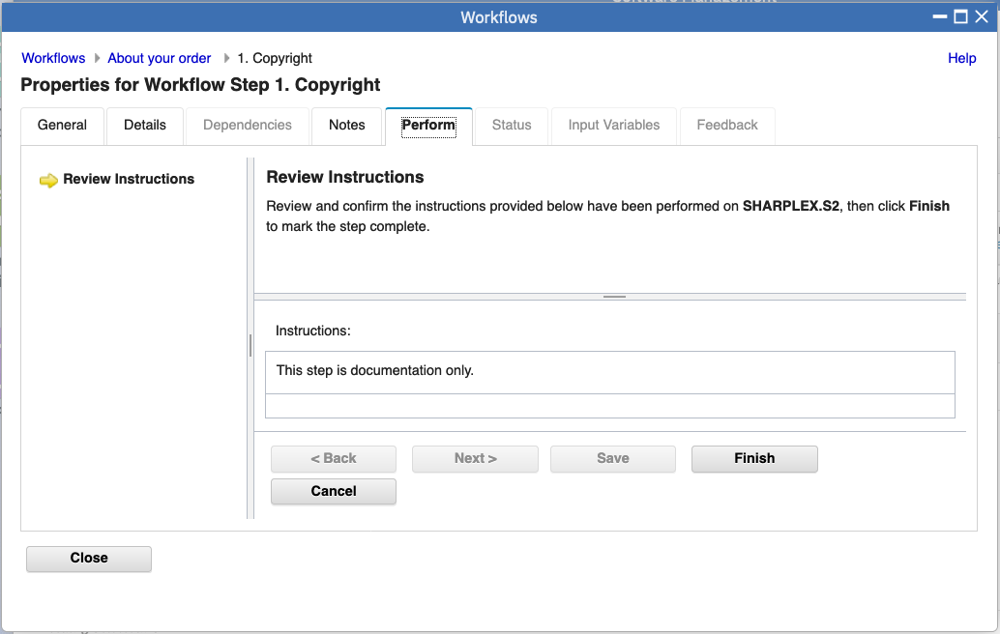 Workflows
Workflows About your order 1. Copyright Help
Properties for Workflow Step 1. Copyright
General Details Dependencies Notes Perform Status Input Variables Feedback
Review Instructions
Review Instructions
Review and confirm the instructions provided below have been performed on SHARPLEX.S2, then click Finish
to mark the step complete.
Instructions:
This step is documentation only.
< Back Next > Save Finish
Cancel
Close